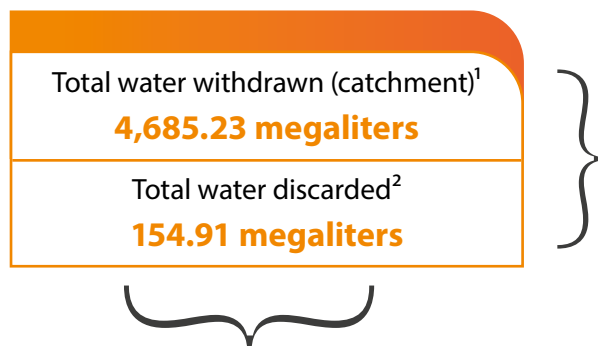 Total water withdrawn (catchment)¹
4,685.23 megaliters
Total water discarded²
154.91 megaliters